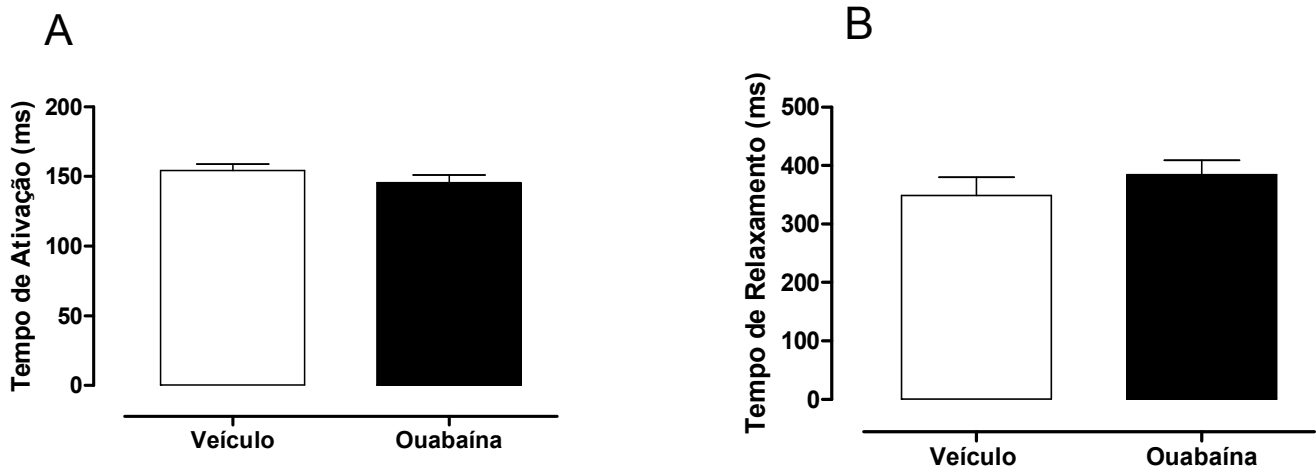 A
Tempo de Ativação (ms)
200
150
100
50
0
Veículo
Ouabaína
B
Tempo de Relaxamento (ms)
500
400
300
200
100
0
Veículo
Ouabaína